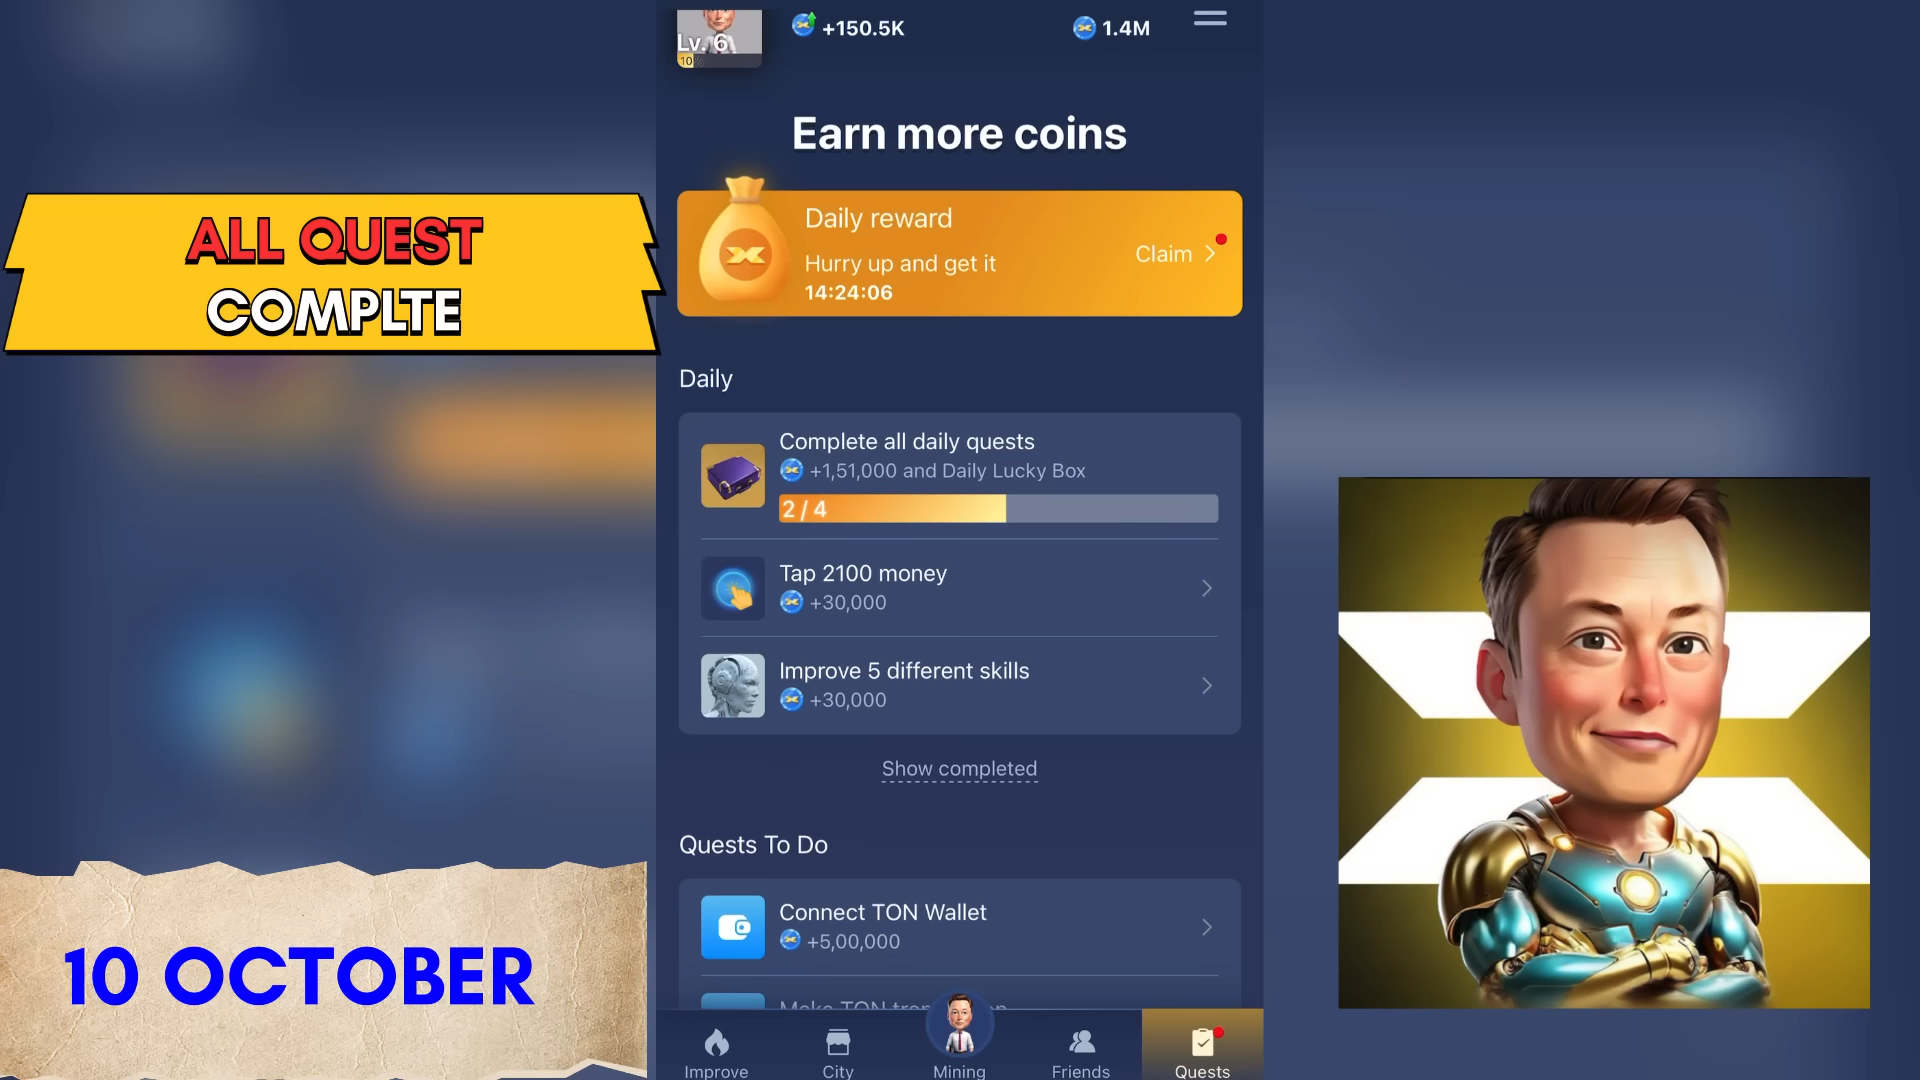 ALL QUEST
COMPLTE
10 OCTOBER
Lv. 6
10%
+150.5K
1.4M
Earn more coins
Daily reward
Hurry up and get it
14:24:06
Claim
Daily
Complete all daily quests
+1,51,000 and Daily Lucky Box
2 / 4
Tap 2100 money
+30,000
Improve 5 different skills
+30,000
Show completed
Quests To Do
Connect TON Wallet
+5,00,000
Make TON
Improve
City
Mining
Friends
Quests